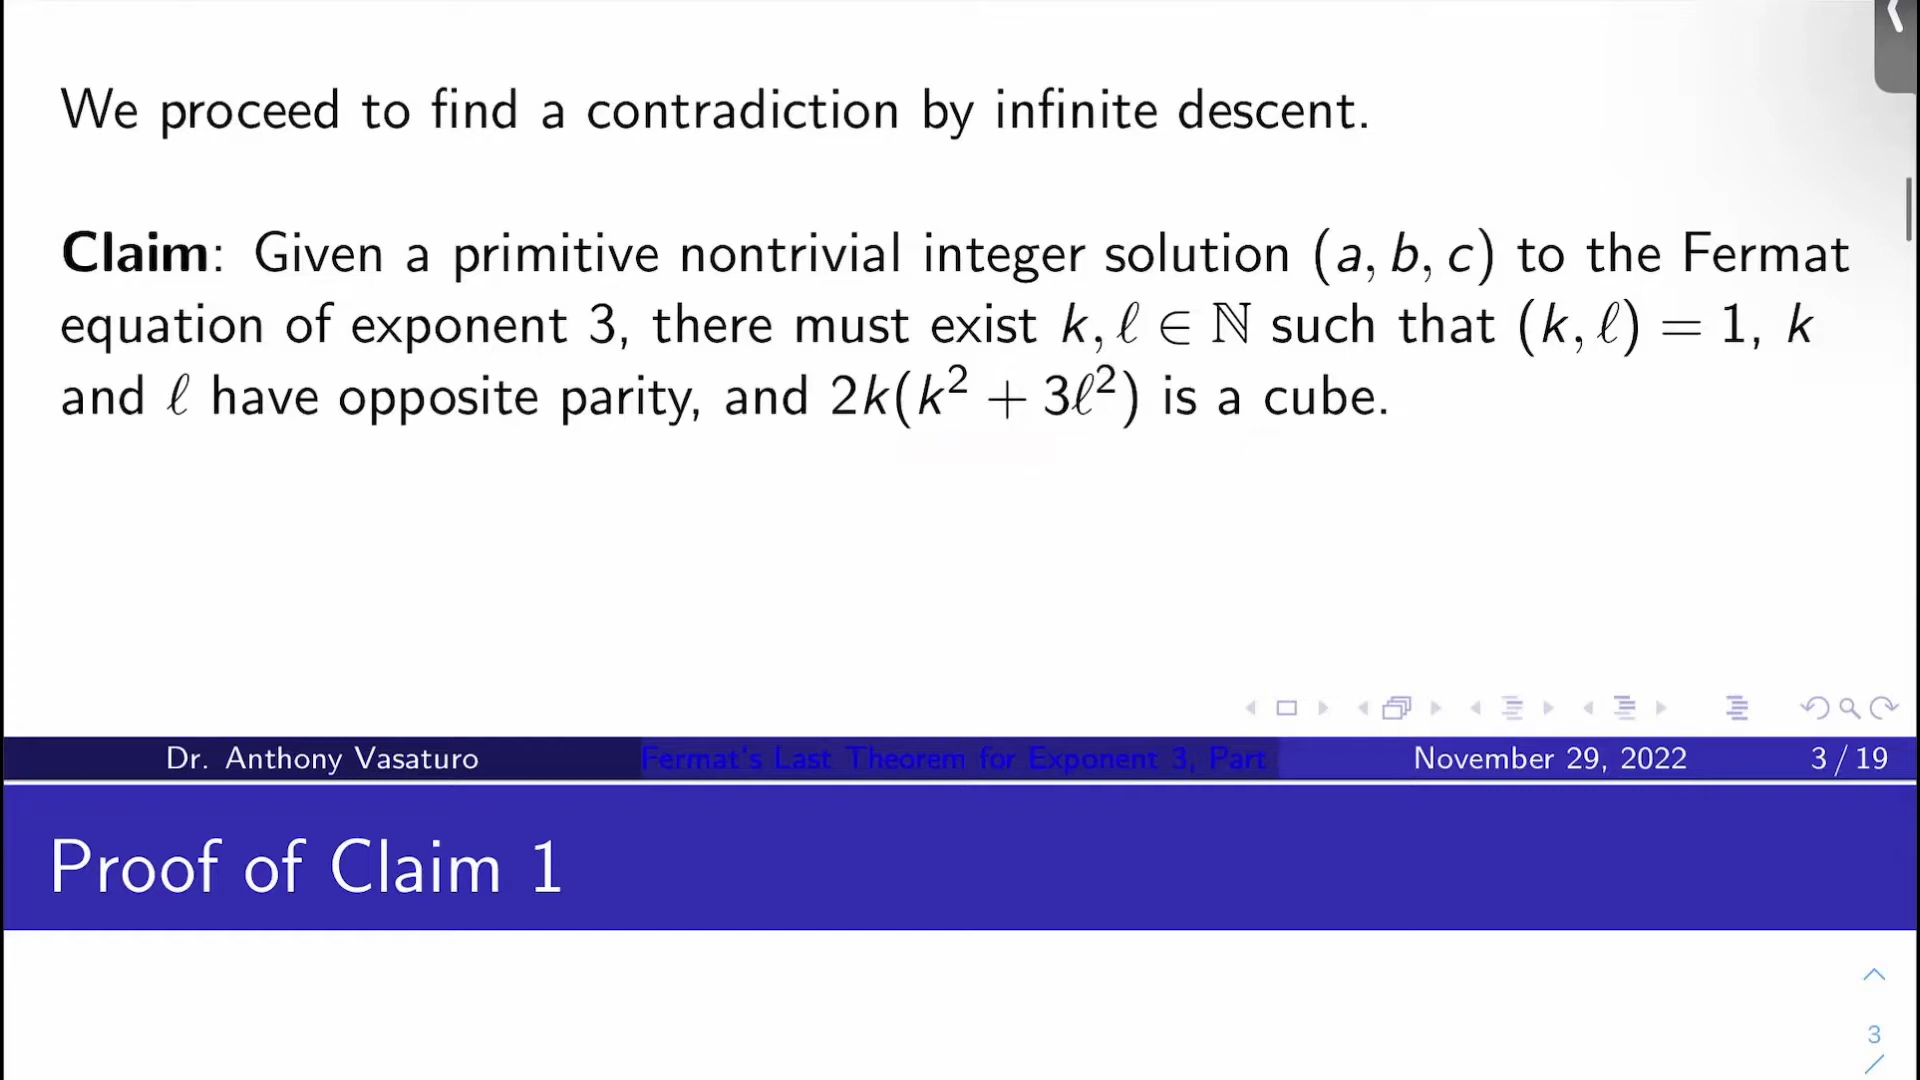 We proceed to find a contradiction by infinite descent.
Claim: Given a primitive nontrivial integer solution (a, b, c) to the Fermat
equation of exponent 3, there must exist k, ℓ ∈ ℕ such that (k, ℓ) = 1, k
and ℓ have opposite parity, and 2k(k² + 3ℓ²) is a cube.
Dr. Anthony Vasaturo Fermat's Last Theorem for Exponent 3, Part November 29, 2022 3 / 19
Proof of Claim 1
3
/